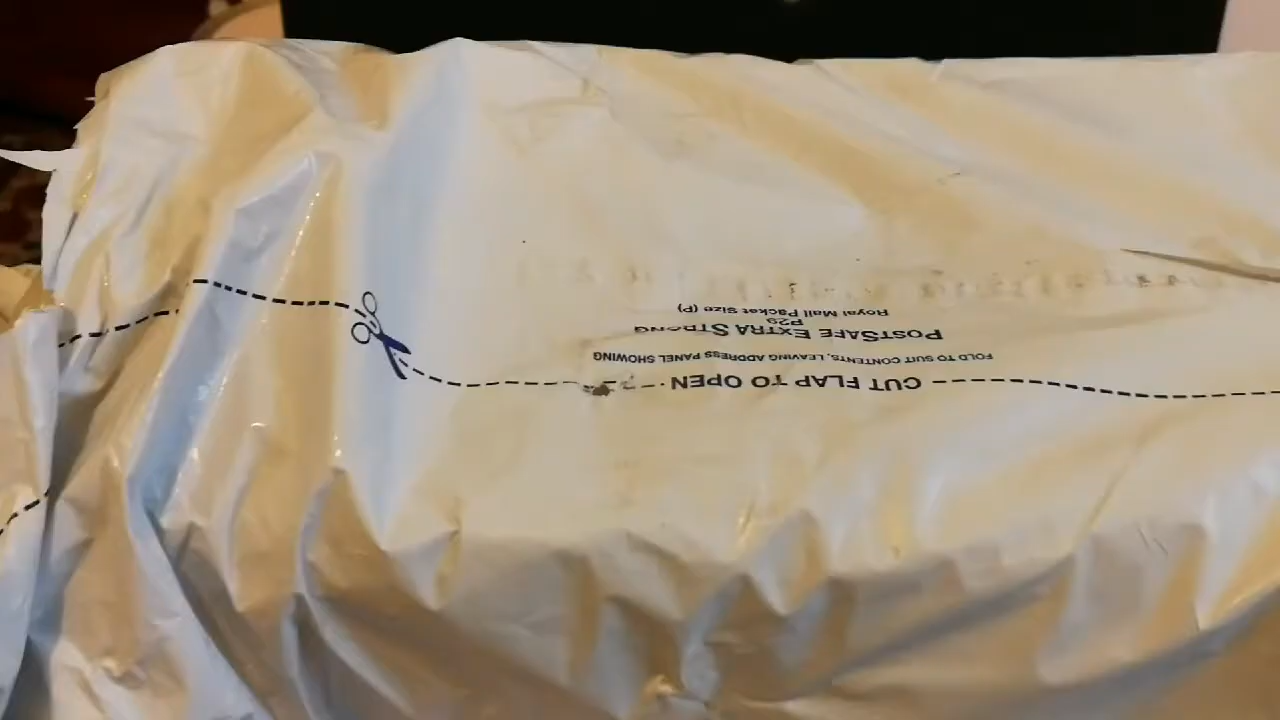 CUT FLAP TO OPEN
FOLD TO SUIT CONTENTS, LEAVING ADDRESS PANEL SHOWING
POSTSAFE EXTRA STRONG
P29
Royal Mail Packet Size (P)